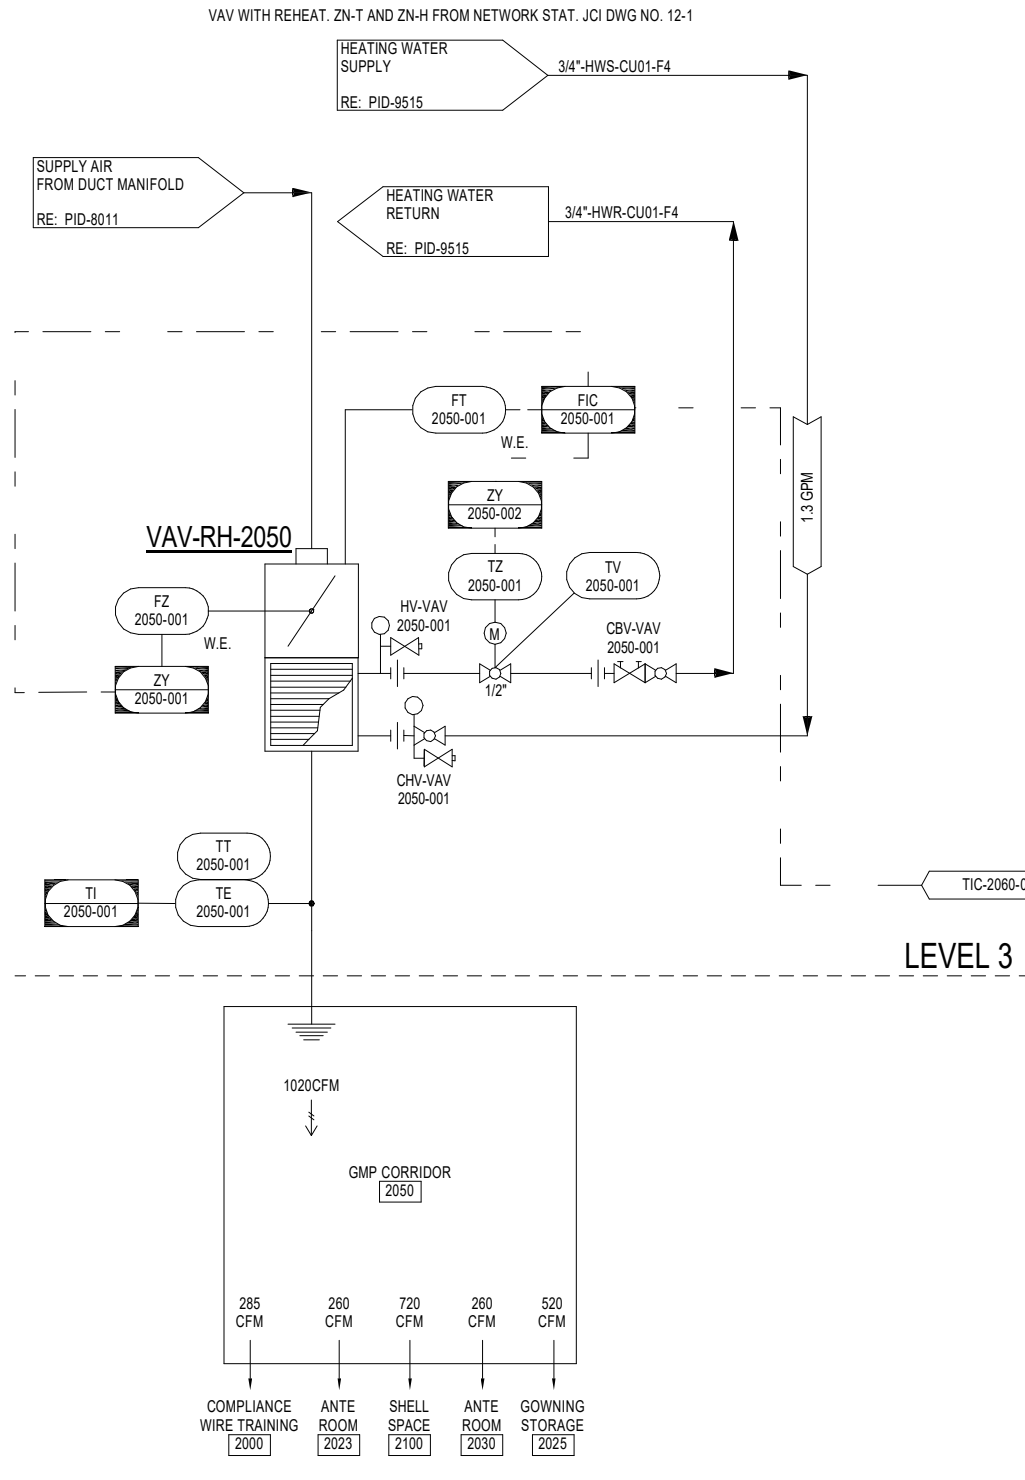 VAV WITH REHEAT. ZN-T AND ZN-H FROM NETWORK STAT. JCI DWG NO. 12-1
HEATING WATER
SUPPLY
RE: PID-9515
3/4"-HWS-CU01-F4
SUPPLY AIR
FROM DUCT MANIFOLD
RE: PID-8011
HEATING WATER
RETURN
RE: PID-9515
3/4"-HWR-CU01-F4
FT
2050-001
FIC
2050-001
W.E.
1.3 GPM
ZY
2050-002
VAV-RH-2050
TZ
2050-001
TV
2050-001
FZ
2050-001
W.E.
HV-VAV
2050-001
M
CBV-VAV
2050-001
ZY
2050-001
1/2"
CHV-VAV
2050-001
TT
2050-001
TI
2050-001
TE
2050-001
TIC-2060-0
LEVEL 3
1020CFM
GMP CORRIDOR
2050
285
CFM
260
CFM
720
CFM
260
CFM
520
CFM
COMPLIANCE
WIRE TRAINING
2000
ANTE
ROOM
2023
SHELL
SPACE
2100
ANTE
ROOM
2030
GOWNING
STORAGE
2025